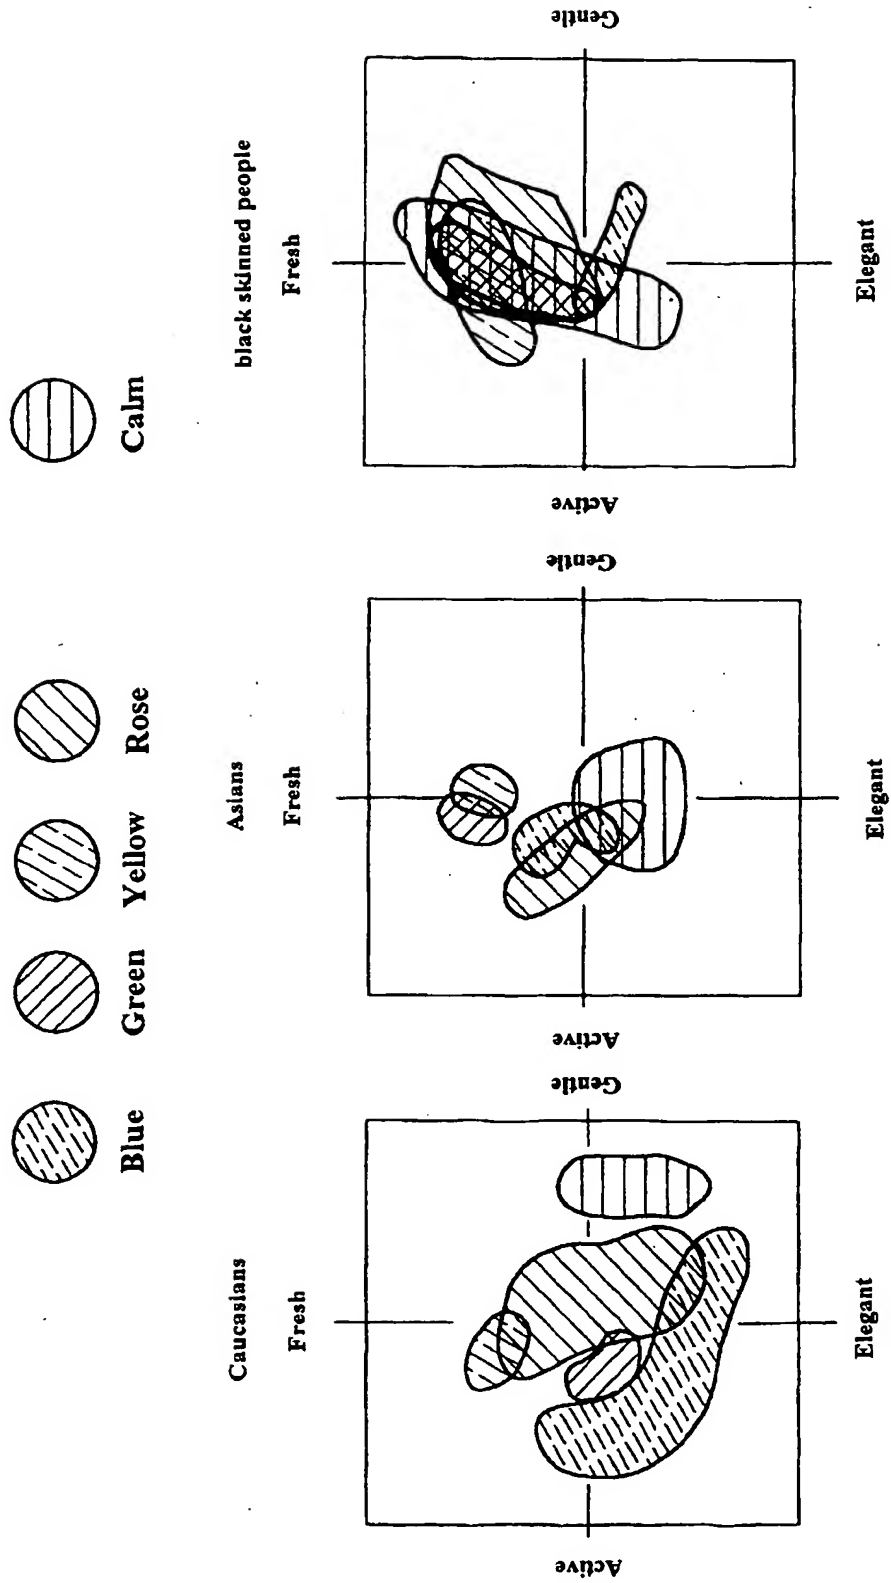 Blue
Green
Yellow
Rose
Calm
Caucasians
Fresh
Active
Gentle
Elegant
Asians
Fresh
Active
Gentle
Elegant
black skinned people
Fresh
Active
Gentle
Elegant